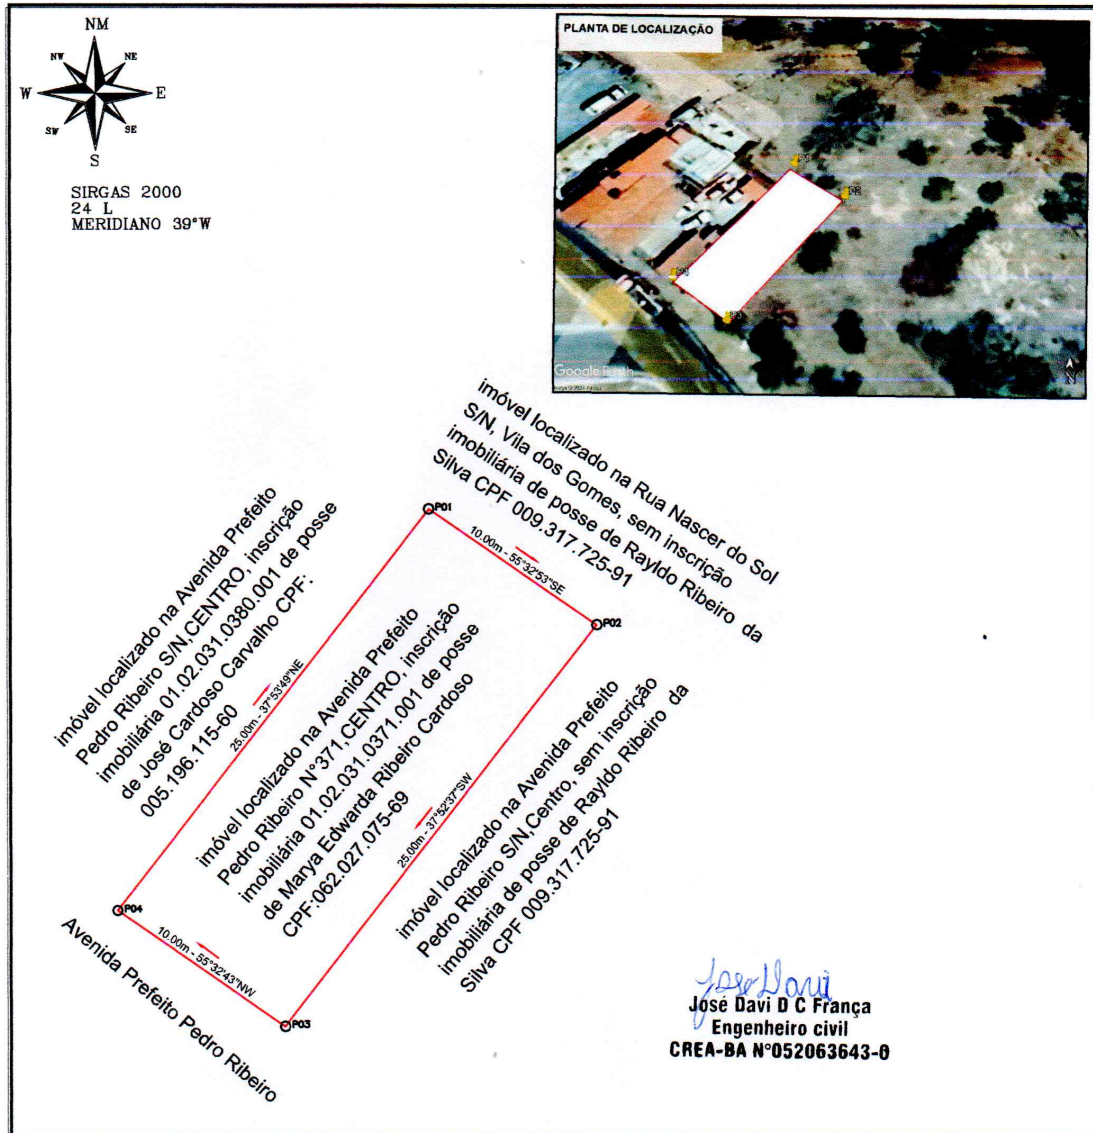 NM
NW
NE
W
E
SW
SE
S
SIRGAS 2000
24 L
MERIDIANO 39°W
PLANTA DE LOCALIZAÇÃO
P1
P2
P4
P3
Google Earth
N
imóvel localizado na Rua Nascer do Sol
S/N, Vila dos Gomes, sem inscrição
imobiliária de posse de Rayldo Ribeiro da
Silva CPF 009.317.725-91
P01
10.00m - 55°32'53"SE
P02
imóvel localizado na Avenida Prefeito
Pedro Ribeiro S/N,CENTRO, inscrição
imobiliária 01.02.031.0380.001 de posse
de José Cardoso Carvalho CPF:
005.196.115-60
25.00m - 37°53'49"NE
imóvel localizado na Avenida Prefeito
Pedro Ribeiro N°371,CENTRO, inscrição
imobiliária 01.02.031.0371.001 de posse
de Marya Edwarda Ribeiro Cardoso
CPF:062.027.075-69
25.00m - 37°52'37"SW
imóvel localizado na Avenida Prefeito
Pedro Ribeiro S/N,Centro, sem inscrição
imobiliária de posse de Rayldo Ribeiro da
Silva CPF 009.317.725-91
P04
10.00m - 55°32'43"NW
P03
Avenida Prefeito Pedro Ribeiro
José Davi
José Davi D C França
Engenheiro civil
CREA-BA N°052063643-0